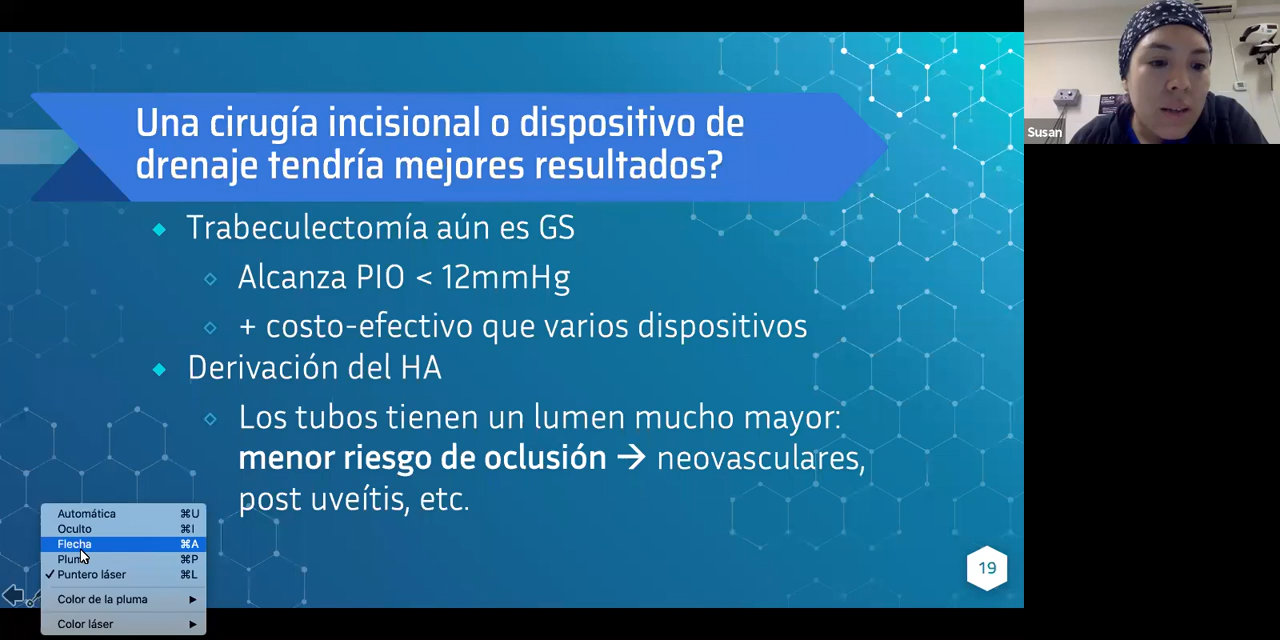 Una cirugía incisional o dispositivo de
drenaje tendría mejores resultados?
Trabeculectomía aún es GS
Alcanza PIO < 12mmHg
+ costo-efectivo que varios dispositivos
Derivación del HA
Los tubos tienen un lumen mucho mayor:
menor riesgo de oclusión → neovasculares,
post uveítis, etc.
19
Automática ⌘U
Oculto ⌘I
Flecha ⌘A
Pluma ⌘P
✓ Puntero láser ⌘L
Color de la pluma ▶
Color láser ▶
Susan